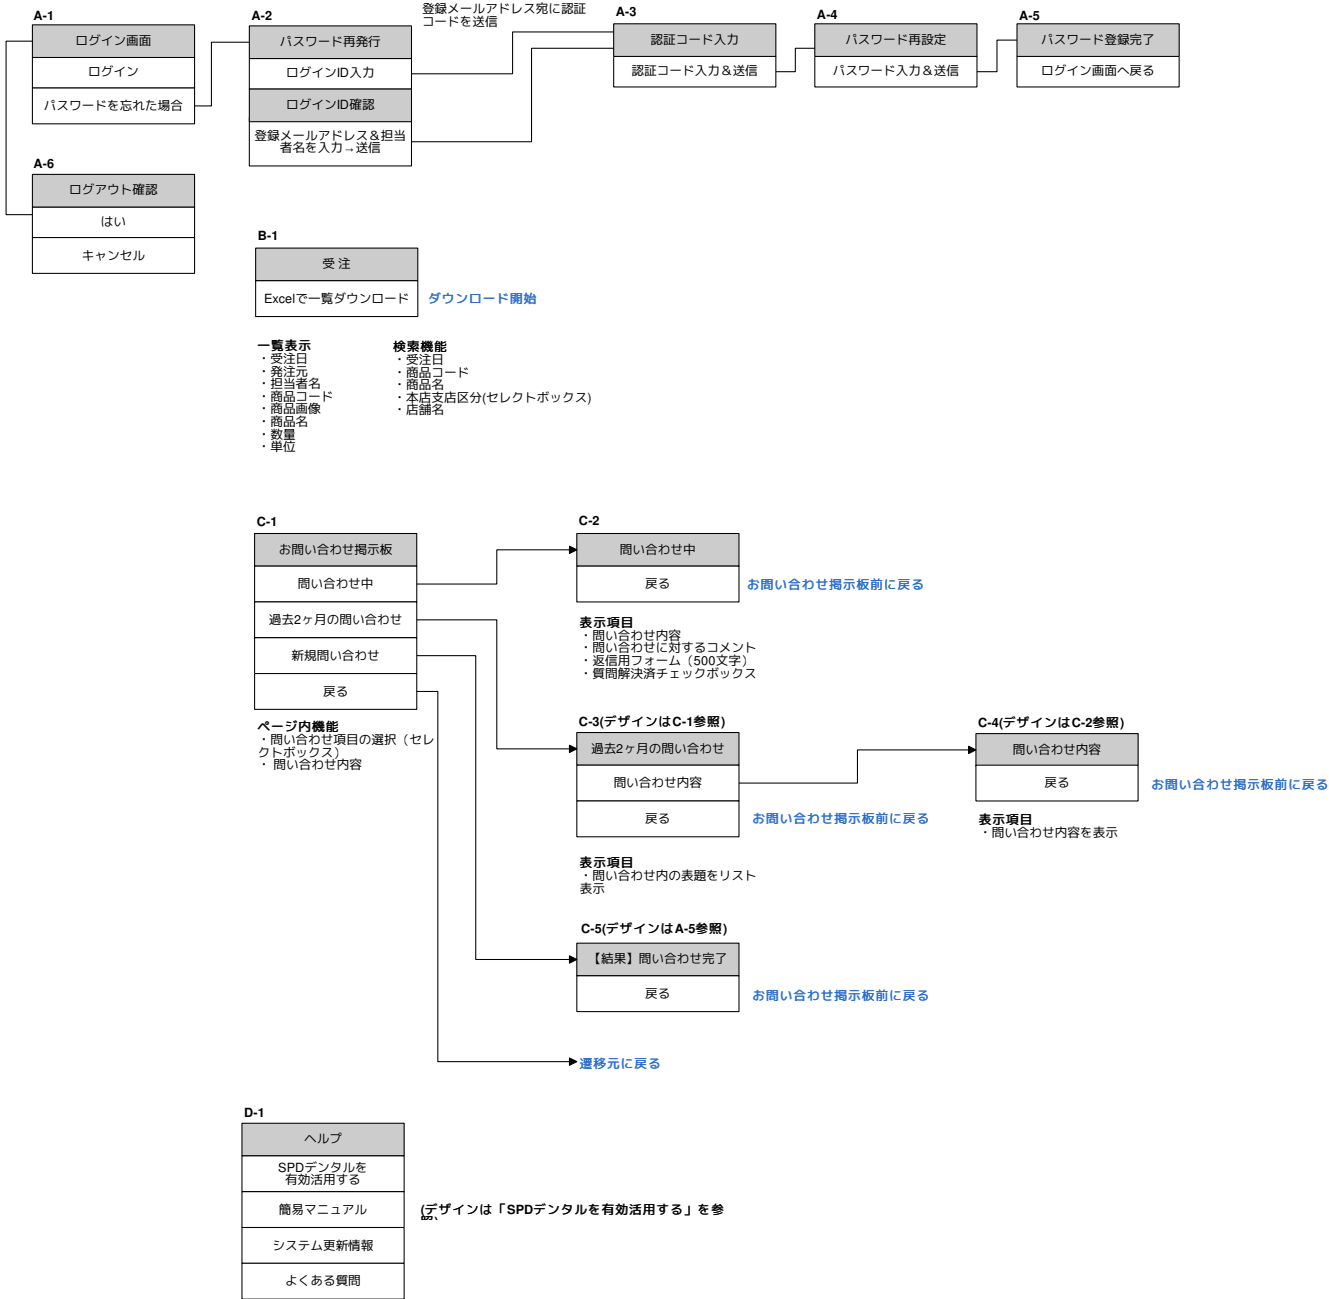 A-1
ログイン画面
ログイン
パスワードを忘れた場合
A-2
パスワード再発行
ログインID入力
ログインID確認
登録メールアドレス＆担当
者名を入力→送信
登録メールアドレス宛に認証
コードを送信
A-3
認証コード入力
認証コード入力＆送信
A-4
パスワード再設定
パスワード入力＆送信
A-5
パスワード登録完了
ログイン画面へ戻る
A-6
ログアウト確認
はい
キャンセル
B-1
受注
Excelで一覧ダウンロード
ダウンロード開始
一覧表示
・受注日
・発注元
・担当者名
・商品コード
・商品画像
・商品名
・数量
・単位
検索機能
・受注日
・商品コード
・商品名
・本店支店区分(セレクトボックス)
・店舗名
C-1
お問い合わせ掲示板
問い合わせ中
過去2ヶ月の問い合わせ
新規問い合わせ
戻る
ページ内機能
・問い合わせ項目の選択（セレ
クトボックス）
・ 問い合わせ内容
C-2
問い合わせ中
戻る
お問い合わせ掲示板前に戻る
表示項目
・問い合わせ内容
・問い合わせに対するコメント
・返信用フォーム（500文字）
・質問解決済チェックボックス
C-3(デザインはC-1参照)
過去2ヶ月の問い合わせ
問い合わせ内容
戻る
お問い合わせ掲示板前に戻る
表示項目
・問い合わせ内の表題をリスト
表示
C-4(デザインはC-2参照)
問い合わせ内容
戻る
お問い合わせ掲示板前に戻る
表示項目
・問い合わせ内容を表示
C-5(デザインはA-5参照)
【結果】問い合わせ完了
戻る
お問い合わせ掲示板前に戻る
遷移元に戻る
D-1
ヘルプ
SPDデンタルを
有効活用する
簡易マニュアル
システム更新情報
よくある質問
(デザインは「SPDデンタルを有効活用する」を参